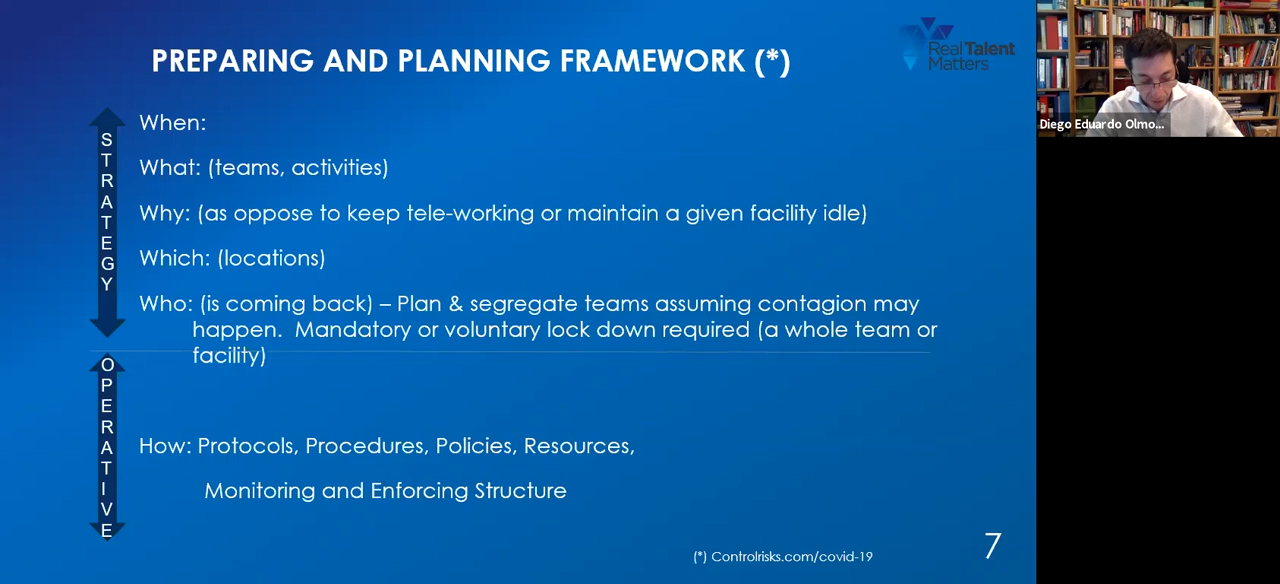 PREPARING AND PLANNING FRAMEWORK (*)
RealTalent
Matters
Diego Eduardo Olmo...
STRATEGY
When:
What: (teams, activities)
Why: (as oppose to keep tele-working or maintain a given facility idle)
Which: (locations)
Who: (is coming back) – Plan & segregate teams assuming contagion may
happen. Mandatory or voluntary lock down required (a whole team or
facility)
OPERATIVE
How: Protocols, Procedures, Policies, Resources,
Monitoring and Enforcing Structure
(*) Controlrisks.com/covid-19
7